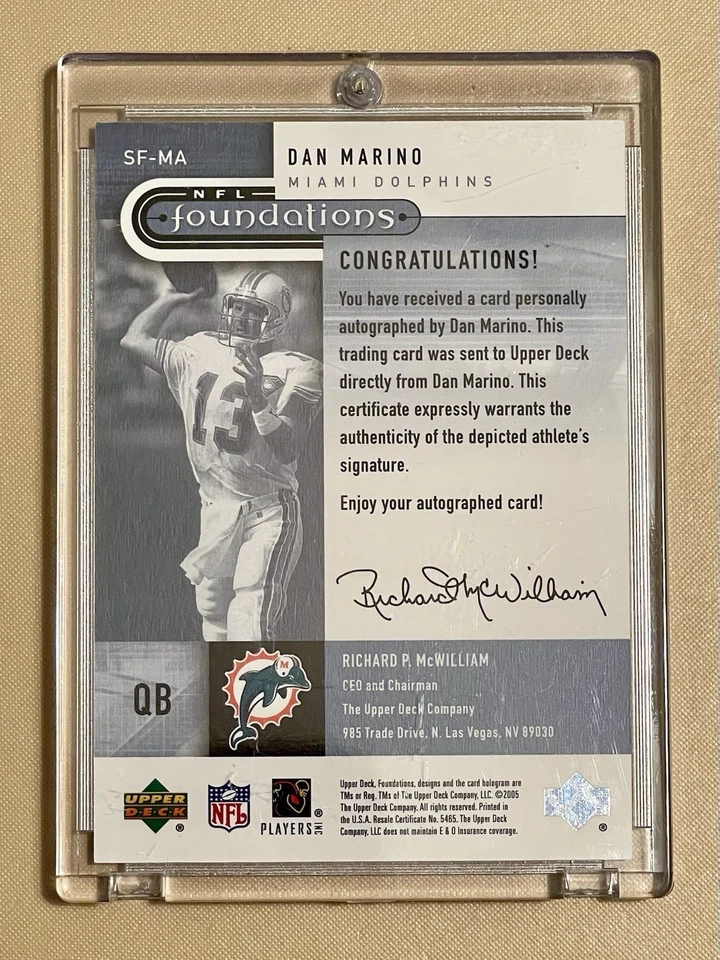 SF-MA
DAN MARINO
MIAMI DOLPHINS
NFL
foundations
CONGRATULATIONS!
You have received a card personally
autographed by Dan Marino. This
trading card was sent to Upper Deck
directly from Dan Marino. This
certificate expressly warrants the
authenticity of the depicted athlete's
signature.
Enjoy your autographed card!
13
Richard McWilliam
RICHARD P. McWILLIAM
CEO and Chairman
The Upper Deck Company
985 Trade Drive, N. Las Vegas, NV 89030
QB
M
UPPER
DECK
®
NFL
®
PLAYERS INC
Upper Deck, Foundations, designs and the card hologram are
TMs or Reg. TMs of The Upper Deck Company, LLC. ©2005
The Upper Deck Company. All rights reserved. Printed in
the U.S.A. Resale Certificate No. 5465. The Upper Deck
Company, LLC does not maintain E & O Insurance coverage.
®